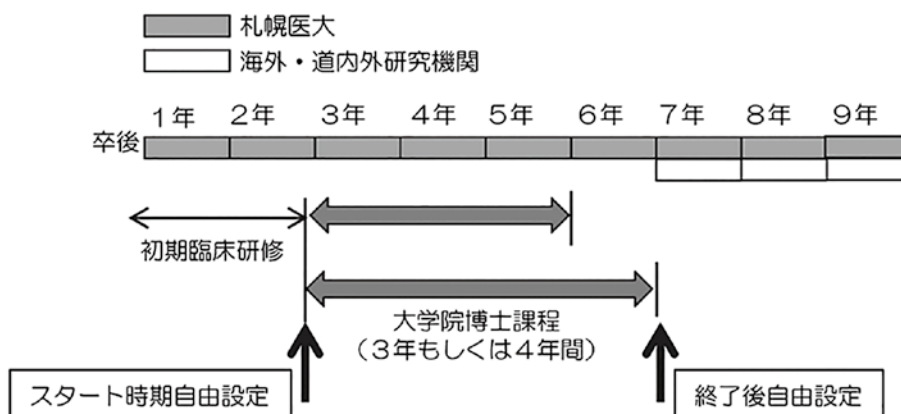 札幌医大
海外・道内外研究機関
1年 2年 3年 4年 5年 6年 7年 8年 9年
卒後
初期臨床研修
大学院博士課程
(3年もしくは4年間)
スタート時期自由設定
終了後自由設定